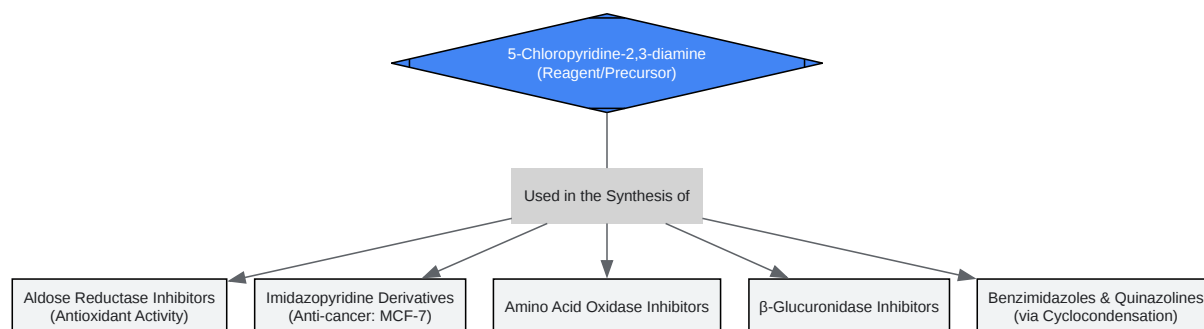 5-Chloropyridine-2,3-diamine
(Reagent/Precursor)
Used in the Synthesis of
Aldose Reductase Inhibitors
(Antioxidant Activity)
Imidazopyridine Derivatives
(Anti-cancer: MCF-7)
Amino Acid Oxidase Inhibitors
β-Glucuronidase Inhibitors
Benzimidazoles & Quinazolines
(via Cyclocondensation)